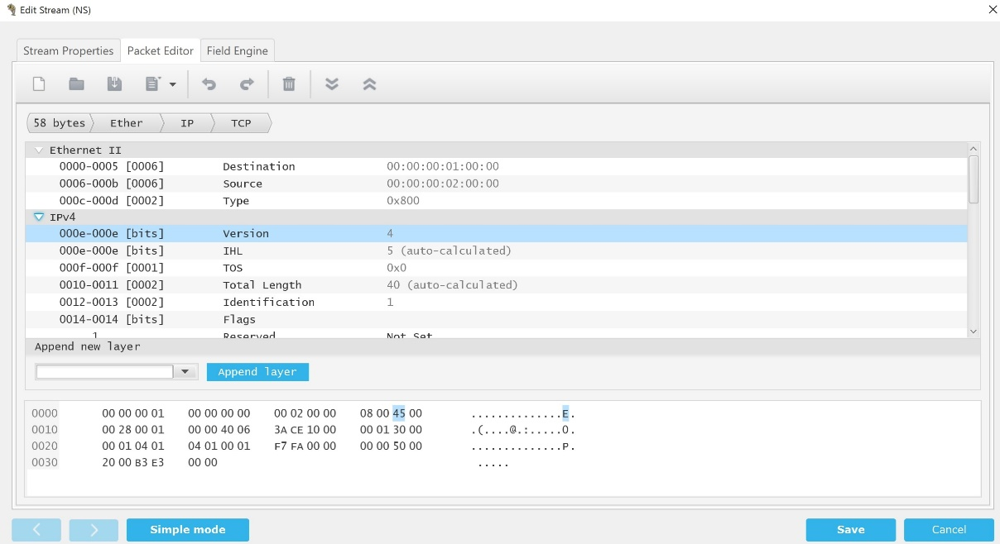 Edit Stream (NS)
Stream Properties Packet Editor Field Engine
58 bytes Ether IP TCP
Ethernet II
0000-0005 [0006] Destination 00:00:00:01:00:00
0006-000b [0006] Source 00:00:00:02:00:00
000c-000d [0002] Type 0x800
IPv4
000e-000e [bits] Version 4
000e-000e [bits] IHL 5 (auto-calculated)
000f-000f [0001] TOS 0x0
0010-0011 [0002] Total Length 40 (auto-calculated)
0012-0013 [0002] Identification 1
0014-0014 [bits] Flags
1 Reserved Not Set
Append new layer
Append layer
0000 00 00 00 01 00 00 00 00 00 02 00 00 08 00 45 00 ..............E.
0010 00 28 00 01 00 00 40 06 3A CE 10 00 00 01 30 00 .(....@.:.....0.
0020 00 01 04 01 04 01 00 01 F7 FA 00 00 00 00 50 00 ..............P.
0030 20 00 B3 E3 00 00 .....
Simple mode Save Cancel